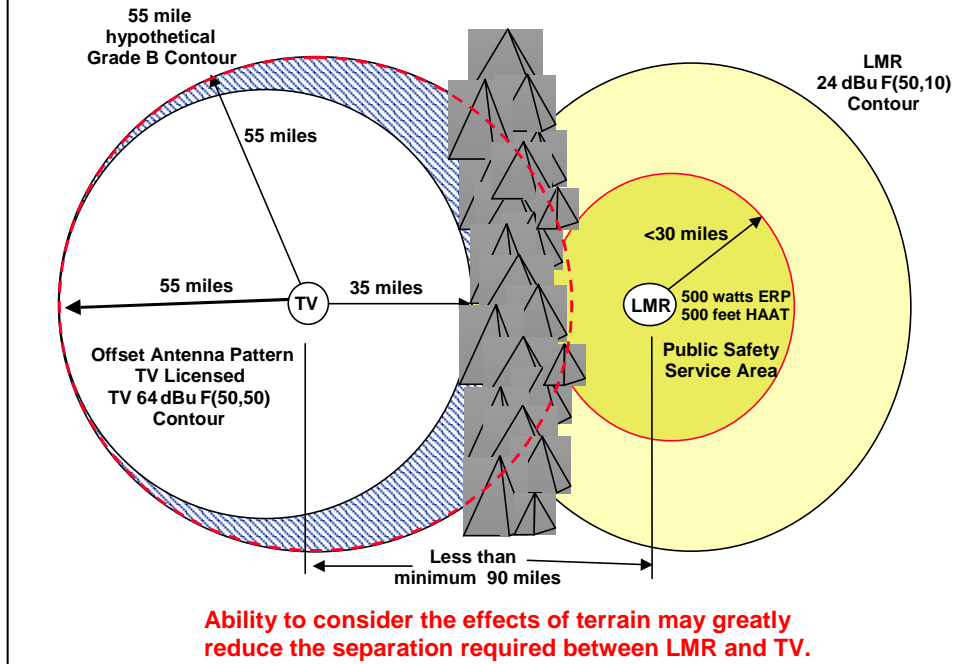 55 mile
hypothetical
Grade B Contour
LMR
24 dBu F(50,10)
Contour
55 miles
<30 miles
55 miles
TV
35 miles
LMR
500 watts ERP
500 feet HAAT
Offset Antenna Pattern
TV Licensed
TV 64 dBu F(50,50)
Contour
Public Safety
Service Area
Less than
minimum 90 miles
Ability to consider the effects of terrain may greatly
reduce the separation required between LMR and TV.